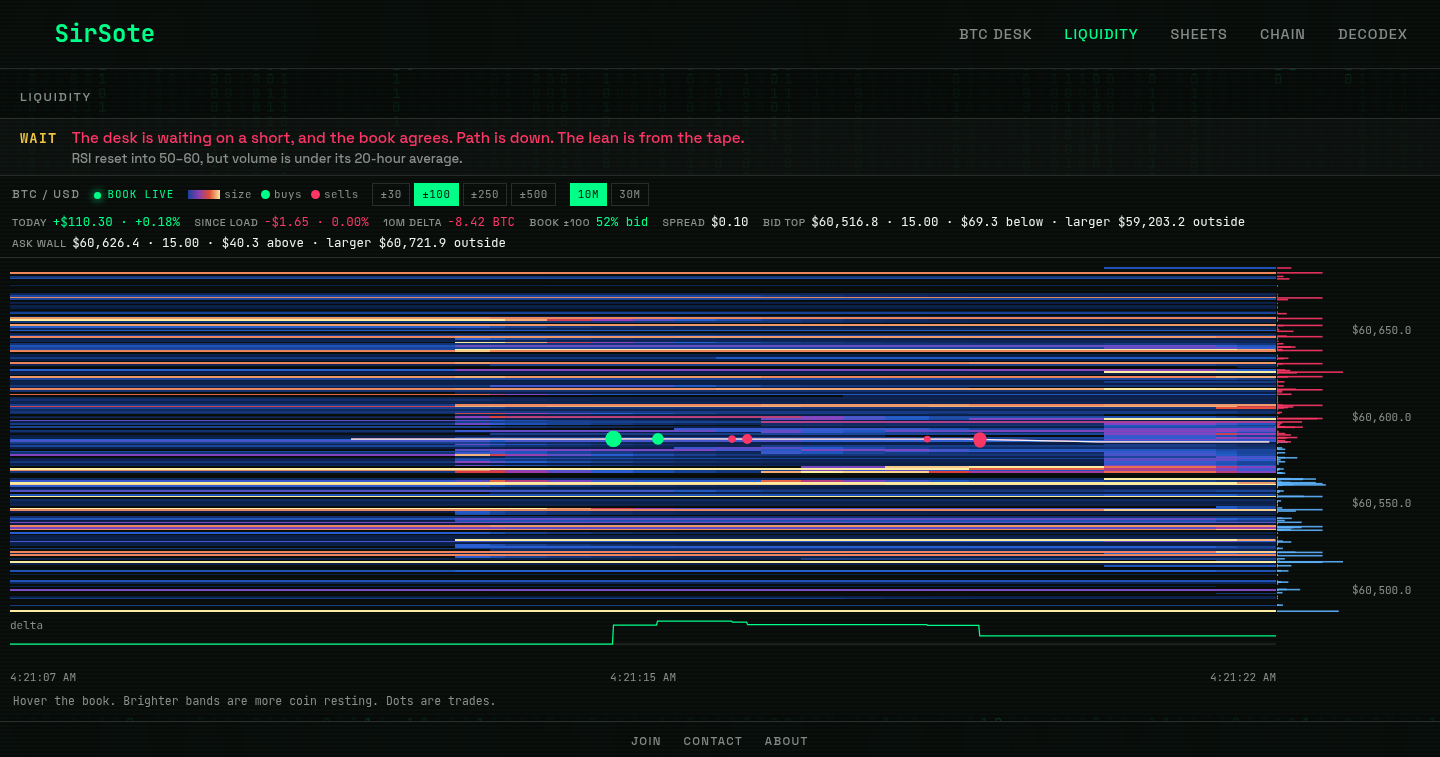 SirSote
BTC DESK LIQUIDITY SHEETS CHAIN DECODEX
LIQUIDITY
WAIT The desk is waiting on a short, and the book agrees. Path is down. The lean is from the tape.
RSI reset into 50–60, but volume is under its 20-hour average.
BTC / USD BOOK LIVE size buys sells ±30 ±100 ±250 ±500 10M 30M
TODAY +$110.30 · +0.18% SINCE LOAD -$1.65 · 0.00% 10M DELTA -8.42 BTC BOOK ±100 52% bid SPREAD $0.10 BID TOP $60,516.8 · 15.00 · $69.3 below · larger $59,203.2 outside
ASK WALL $60,626.4 · 15.00 · $40.3 above · larger $60,721.9 outside
$60,650.0
$60,600.0
$60,550.0
$60,500.0
delta
4:21:07 AM 4:21:15 AM 4:21:22 AM
Hover the book. Brighter bands are more coin resting. Dots are trades.
JOIN CONTACT ABOUT